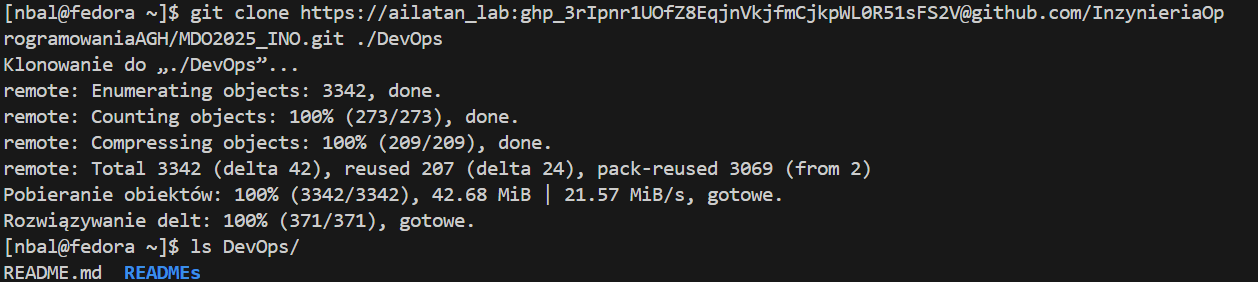 [nbal@fedora ~]$ git clone https://ailatan_lab: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@github.com/InzynieriaOp
rogramowaniaAGH/MDO2025_INO.git ./DevOps
Klonowanie do „./DevOps”...
remote: Enumerating objects: 3342, done.
remote: Counting objects: 100% (273/273), done.
remote: Compressing objects: 100% (209/209), done.
remote: Total 3342 (delta 42), reused 207 (delta 24), pack-reused 3069 (from 2)
Pobieranie obiektów: 100% (3342/3342), 42.68 MiB | 21.57 MiB/s, gotowe.
Rozwiązywanie delt: 100% (371/371), gotowe.
[nbal@fedora ~]$ ls DevOps/
README.md  READMEs